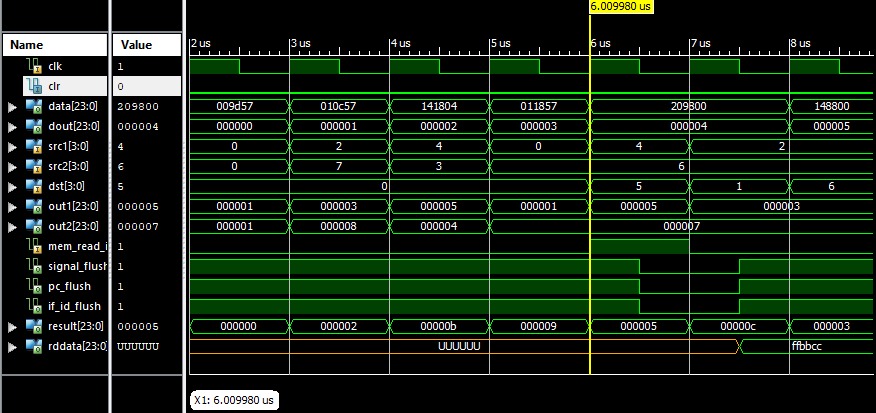 6.009980 us
Name Value 2 us 3 us 4 us 5 us 6 us 7 us 8 us
clk 1
clr 0
data[23:0] 209800 009d57 010c57 141804 011857 209800 148800
dout[23:0] 000004 000000 000001 000002 000003 000004 000005
src1[3:0] 4 0 2 4 0 4 2
src2[3:0] 6 0 7 3 6
dst[3:0] 5 0 5 1 6
out1[23:0] 000005 000001 000003 000005 000001 000005 000003
out2[23:0] 000007 000001 000008 000004 000007
mem_read_i 1
signal_flush 1
pc_flush 1
if_id_flush 1
result[23:0] 000005 000000 000002 00000b 000009 000005 00000c 000003
rddata[23:0] UUUUUU UUUUUU ffbbcc
X1: 6.009980 us